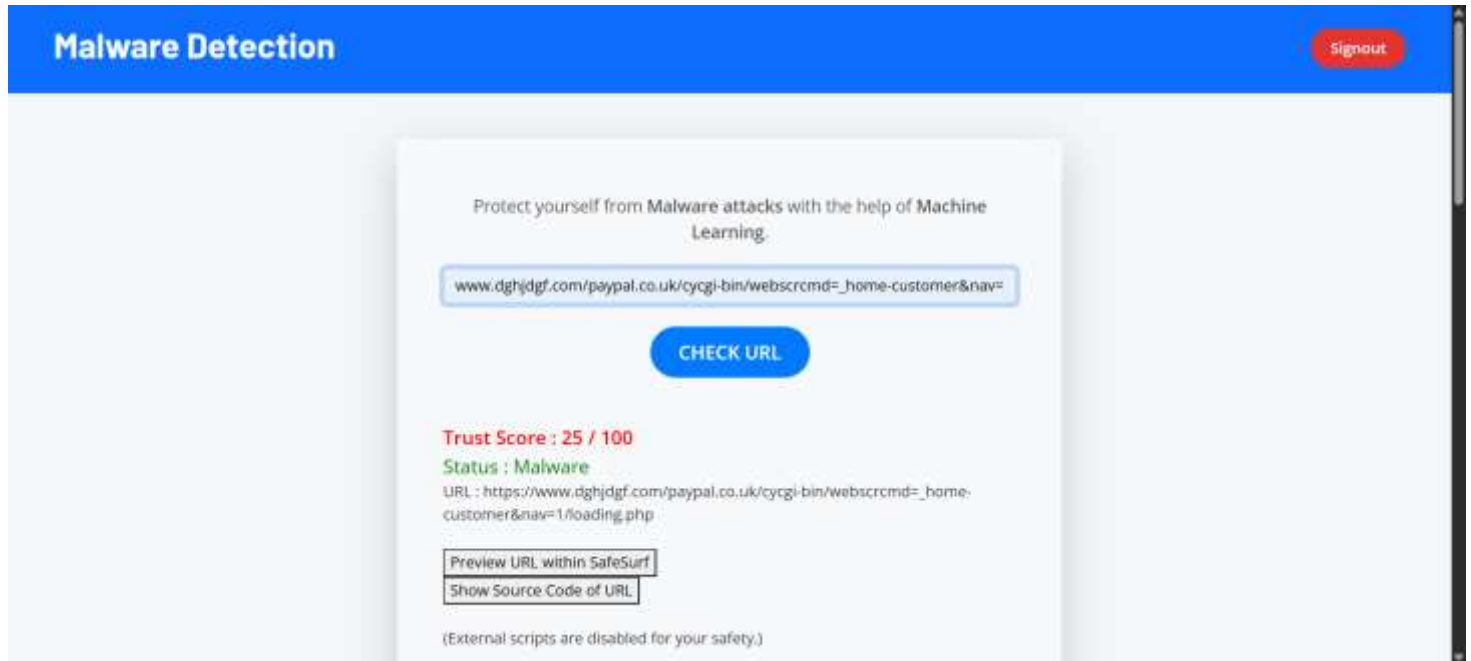 Malware Detection
Signout
Protect yourself from Malware attacks with the help of Machine
Learning.
www.dghjdgf.com/paypal.co.uk/cycgi-bin/webscrcmd=_home-customer&nav=
CHECK URL
Trust Score : 25 / 100
Status : Malware
URL : https://www.dghjdgf.com/paypal.co.uk/cycgi-bin/webscrcmd=_home-
customer&nav=1/loading.php
Preview URL within SafeSurf
Show Source Code of URL
(External scripts are disabled for your safety.)